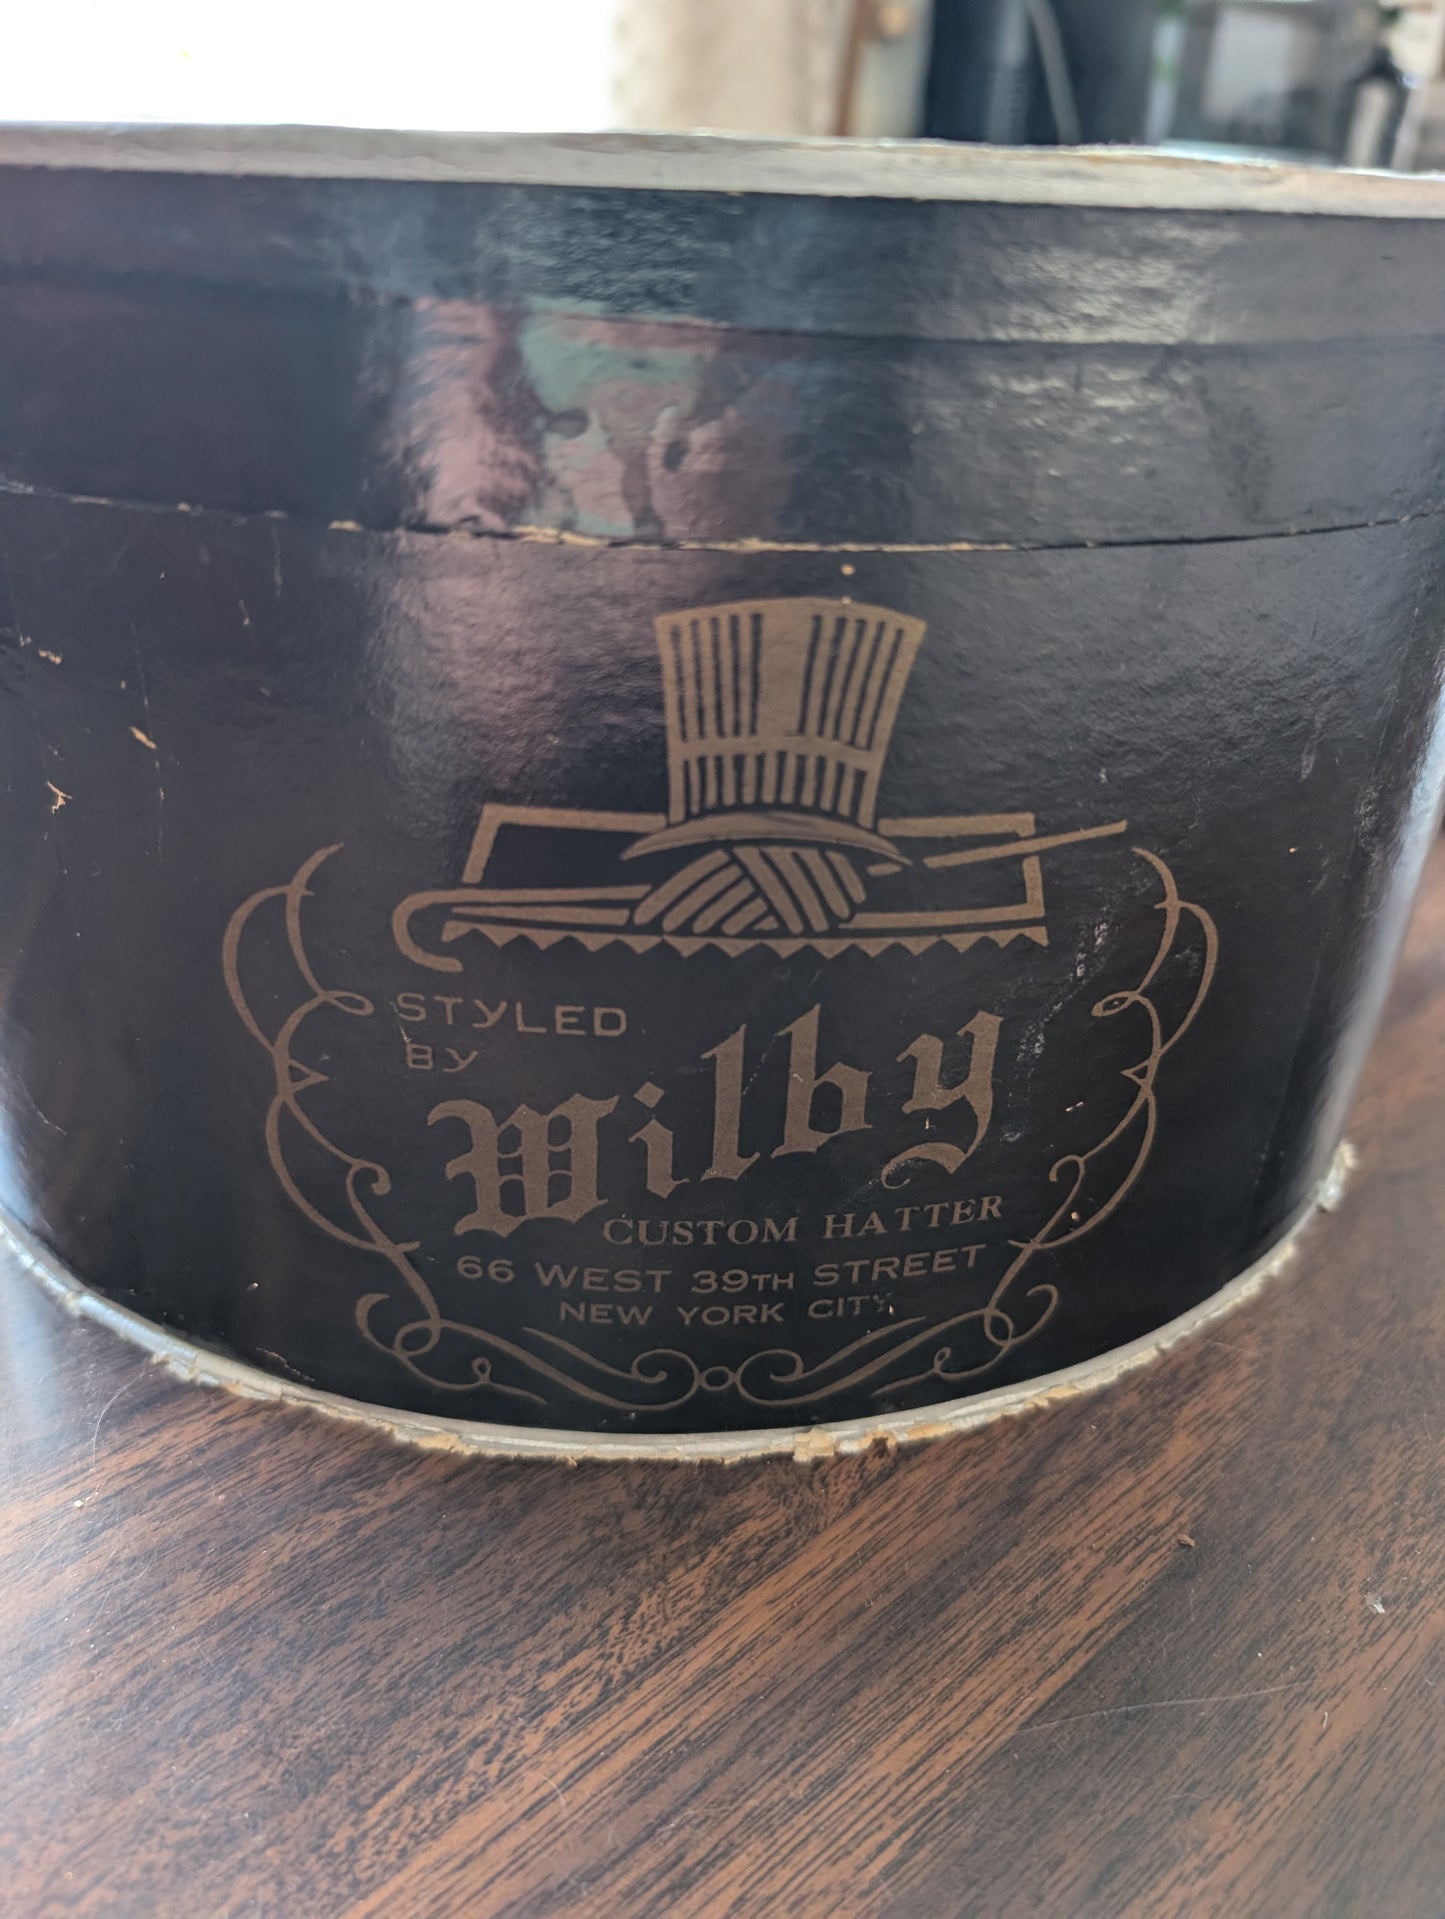 STYLED
BY
Wilby
CUSTOM HATTER
66 WEST 39TH STREET
NEW YORK CITY